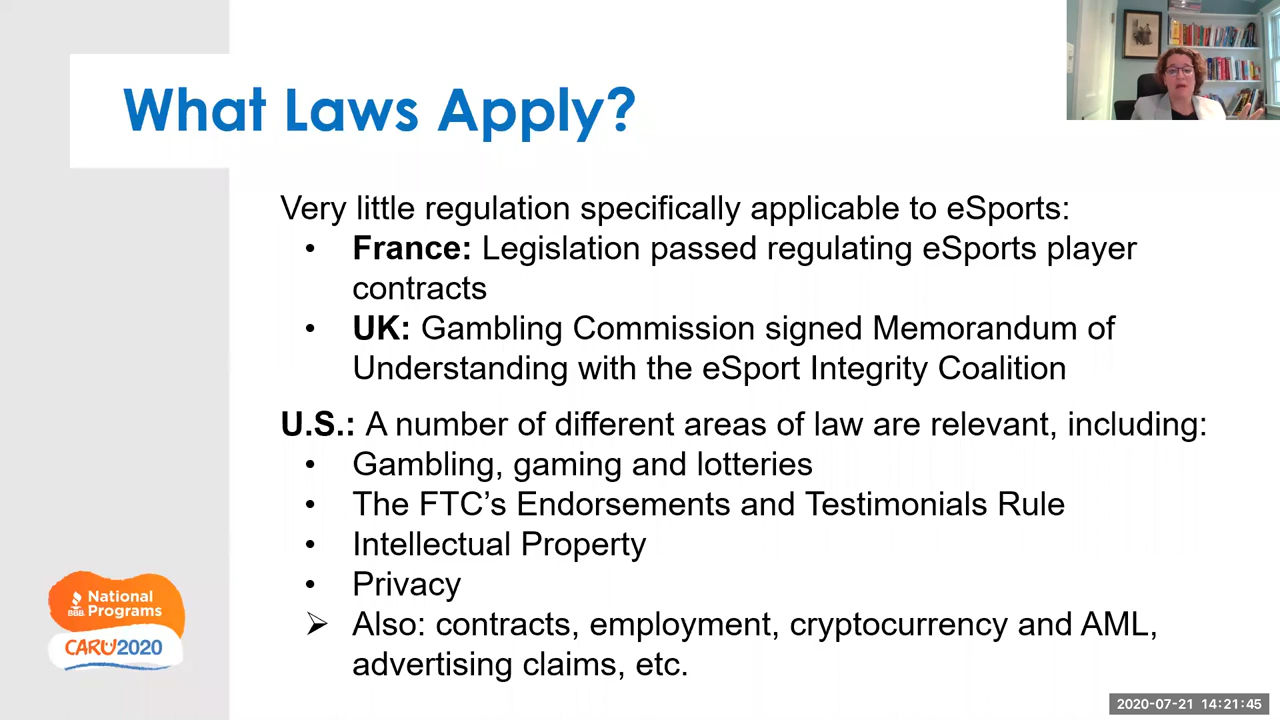 What Laws Apply?
Very little regulation specifically applicable to eSports:
• France: Legislation passed regulating eSports player
contracts
• UK: Gambling Commission signed Memorandum of
Understanding with the eSport Integrity Coalition
U.S.: A number of different areas of law are relevant, including:
• Gambling, gaming and lotteries
• The FTC’s Endorsements and Testimonials Rule
• Intellectual Property
• Privacy
➢ Also: contracts, employment, cryptocurrency and AML,
advertising claims, etc.
BBB National
Programs
CARU2020
2020-07-21 14:21:45